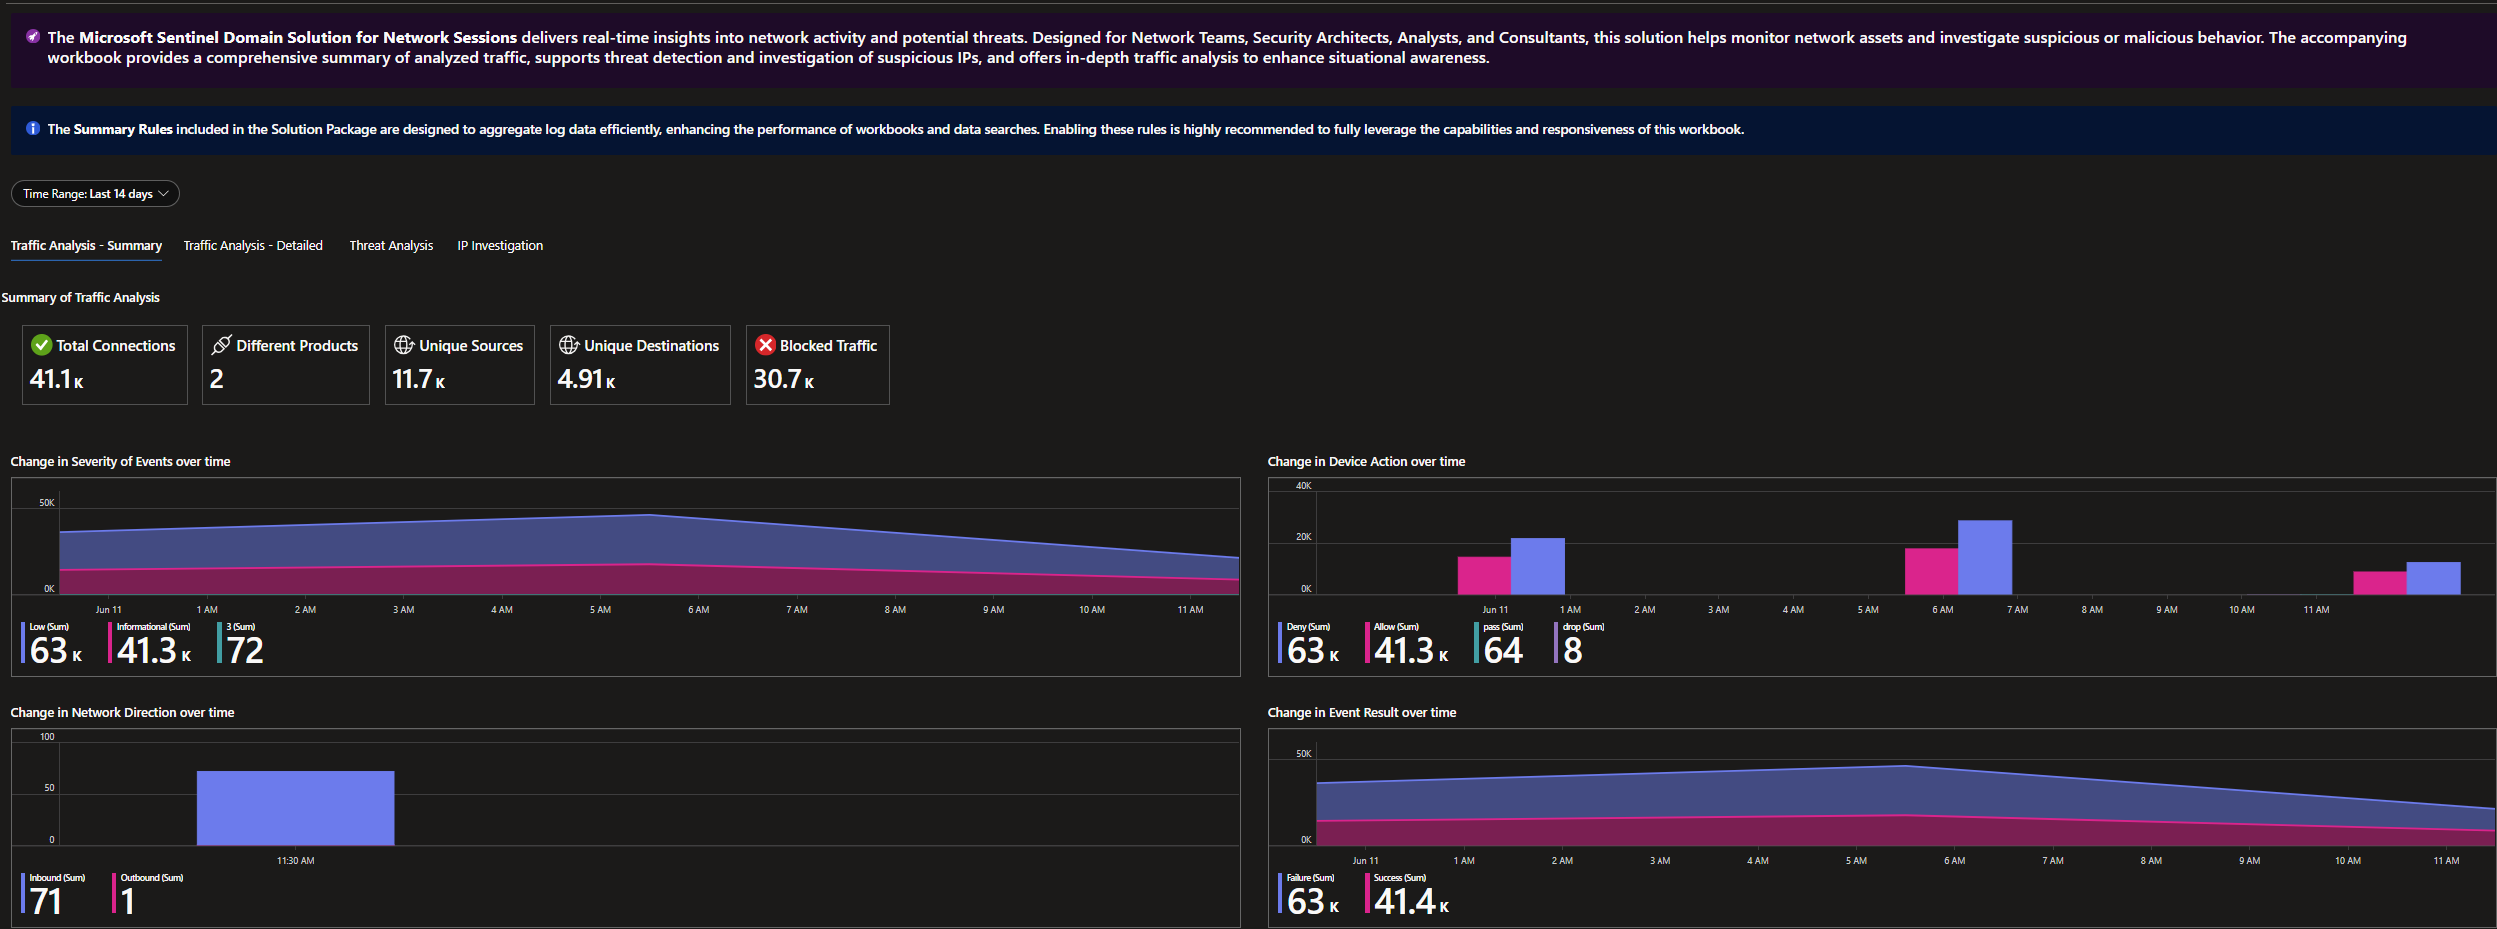 The Microsoft Sentinel Domain Solution for Network Sessions delivers real-time insights into network activity and potential threats. Designed for Network Teams, Security Architects, Analysts, and Consultants, this solution helps monitor network assets and investigate suspicious or malicious behavior. The accompanying
workbook provides a comprehensive summary of analyzed traffic, supports threat detection and investigation of suspicious IPs, and offers in-depth traffic analysis to enhance situational awareness.
The Summary Rules included in the Solution Package are designed to aggregate log data efficiently, enhancing the performance of workbooks and data searches. Enabling these rules is highly recommended to fully leverage the capabilities and responsiveness of this workbook.
Time Range: Last 14 days
Traffic Analysis - Summary Traffic Analysis - Detailed Threat Analysis IP Investigation
Summary of Traffic Analysis
Total Connections Different Products Unique Sources Unique Destinations Blocked Traffic
41.1 K 2 11.7 K 4.91 K 30.7 K
Change in Severity of Events over time
50K
0K
Jun 11 1 AM 2 AM 3 AM 4 AM 5 AM 6 AM 7 AM 8 AM 9 AM 10 AM 11 AM
Low (Sum) Informational (Sum) 3 (Sum)
63 K 41.3 K 72
Change in Device Action over time
40K
20K
0K
Jun 11 1 AM 2 AM 3 AM 4 AM 5 AM 6 AM 7 AM 8 AM 9 AM 10 AM 11 AM
Deny (Sum) Allow (Sum) pass (Sum) drop (Sum)
63 K 41.3 K 64 8
Change in Network Direction over time
100
50
0
11:30 AM
Inbound (Sum) Outbound (Sum)
71 1
Change in Event Result over time
50K
0K
Jun 11 1 AM 2 AM 3 AM 4 AM 5 AM 6 AM 7 AM 8 AM 9 AM 10 AM 11 AM
Failure (Sum) Success (Sum)
63 K 41.4 K